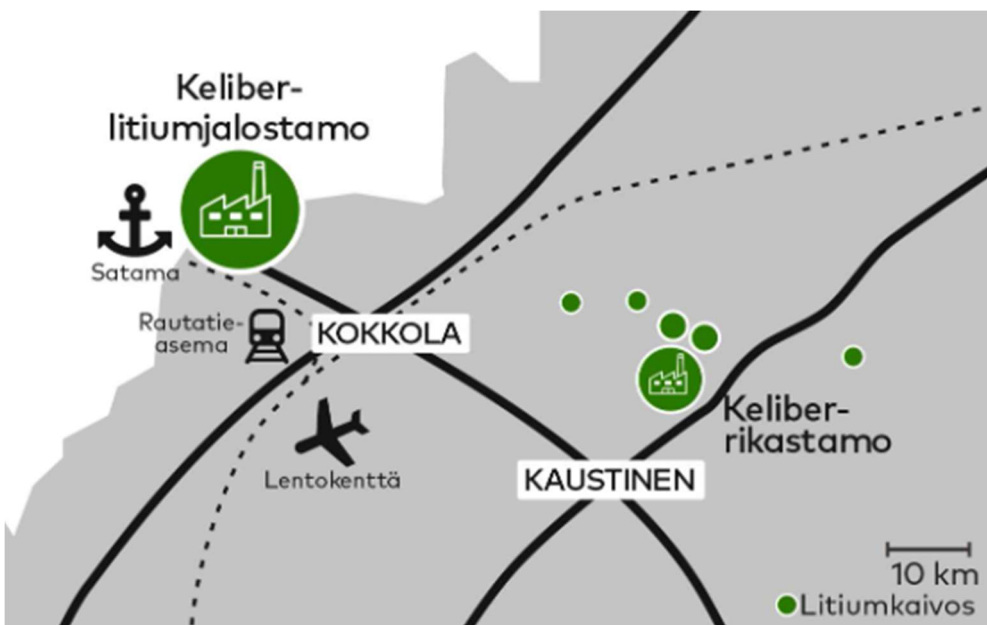 Keliber-
litiumjalostamo
Satama
Rautatie-
asema
KOKKOLA
Lentokenttä
Keliber-
rikastamo
KAUSTINEN
10 km
Litiumkaivos